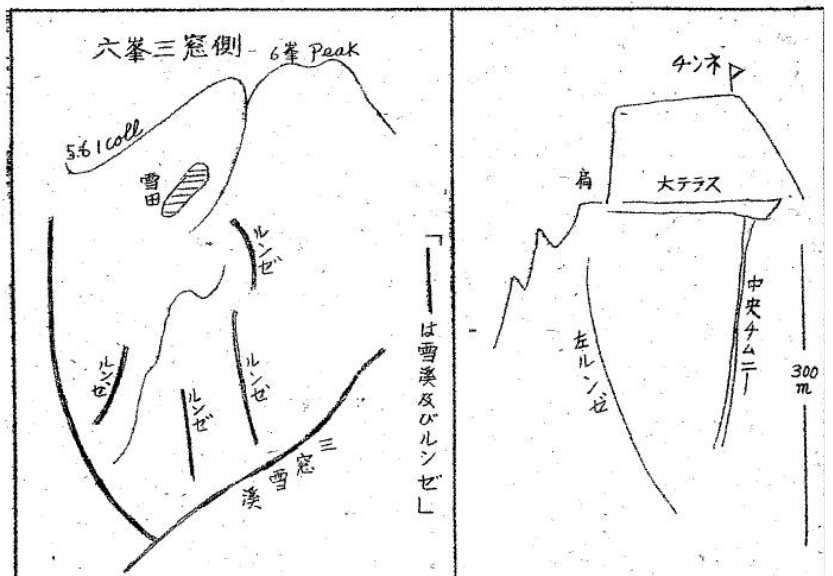 六峯三窓側 - 6峯 Peak
5.6 1 coll
雪田
ルンゼ
ルンゼ
ルンゼ
ルンゼ
三窓雪溪
「━は雪溪及びルンゼ」
チンネ
肩
大テラス
中央チムニー
左ルンゼ
300m